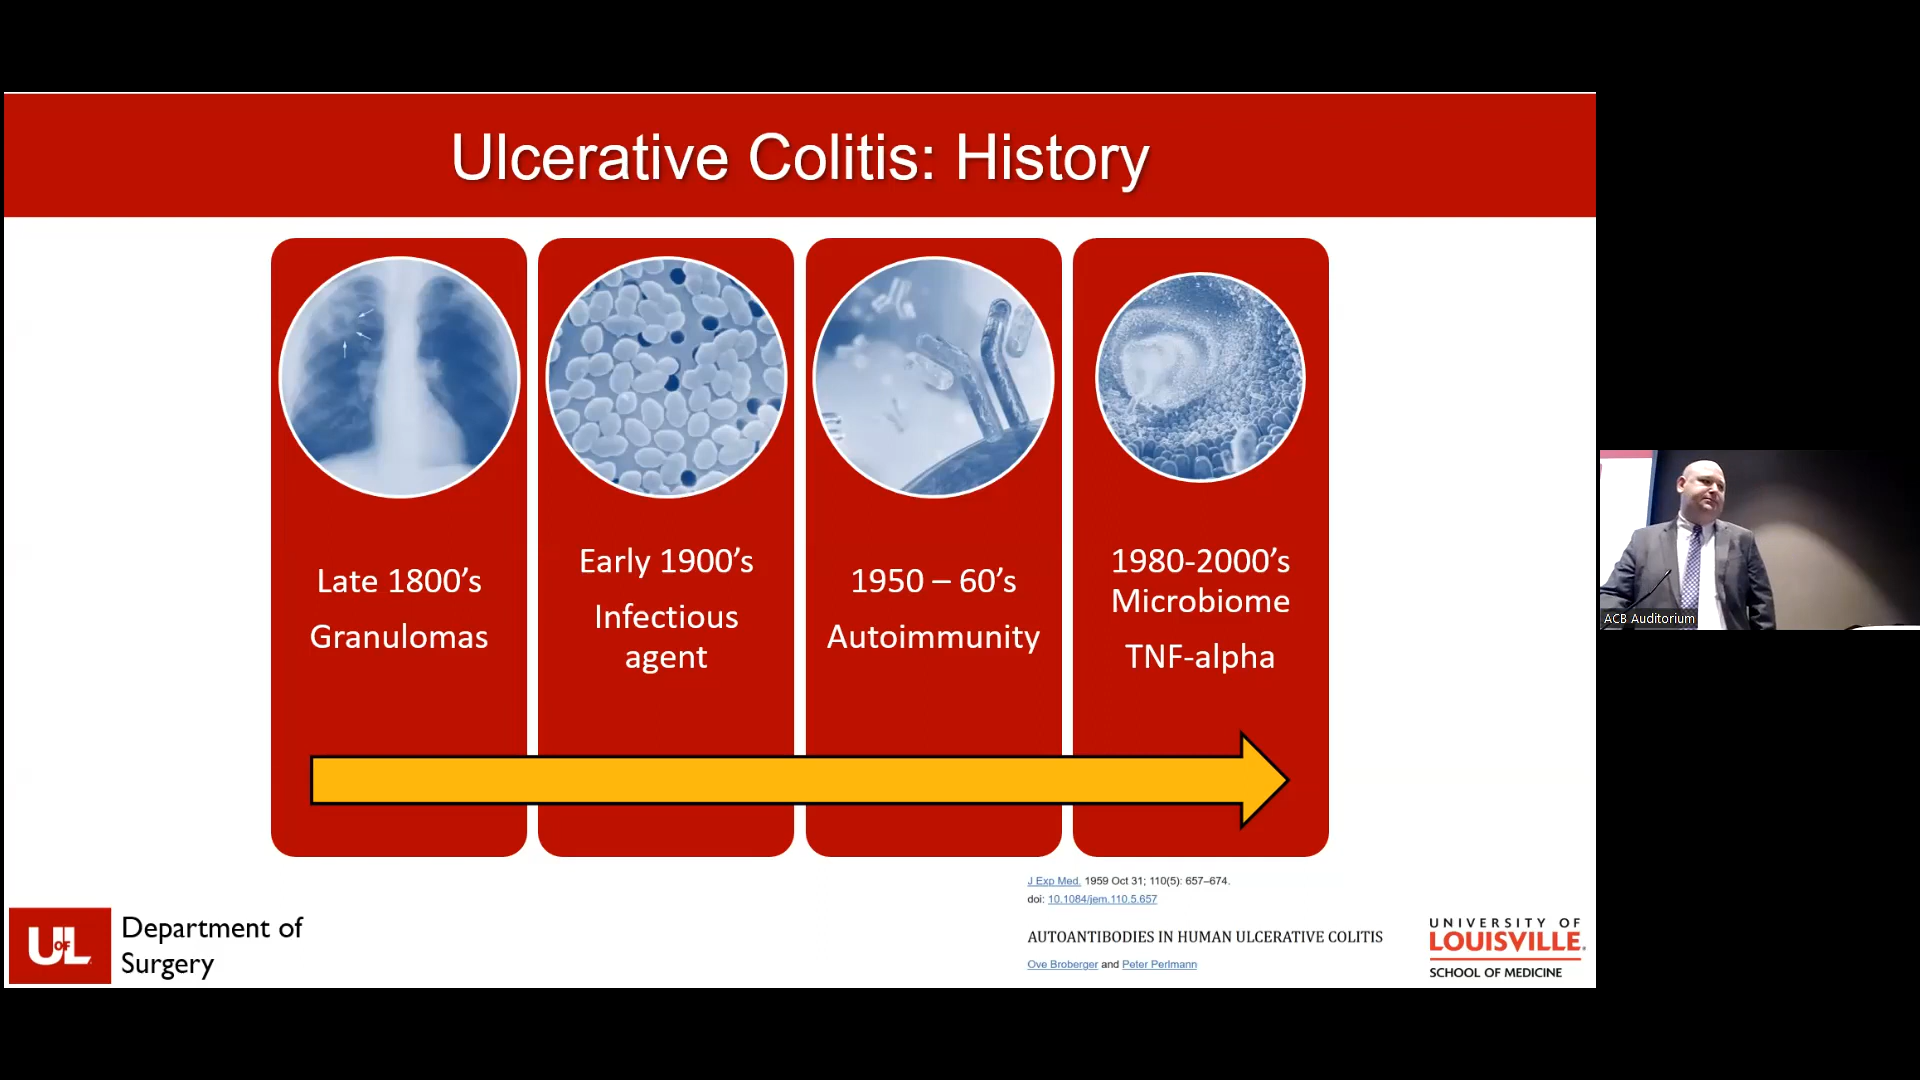 Ulcerative Colitis: History
Late 1800’s
Granulomas
Early 1900’s
Infectious
agent
1950 – 60’s
Autoimmunity
1980-2000’s
Microbiome
TNF-alpha
J Exp Med. 1959 Oct 31; 110(5): 657–674.
doi: 10.1084/jem.110.5.657
AUTOANTIBODIES IN HUMAN ULCERATIVE COLITIS
Ove Broberger and Peter Perlmann
UL
OF
Department of
Surgery
UNIVERSITY OF
LOUISVILLE.
SCHOOL OF MEDICINE
ACB Auditorium